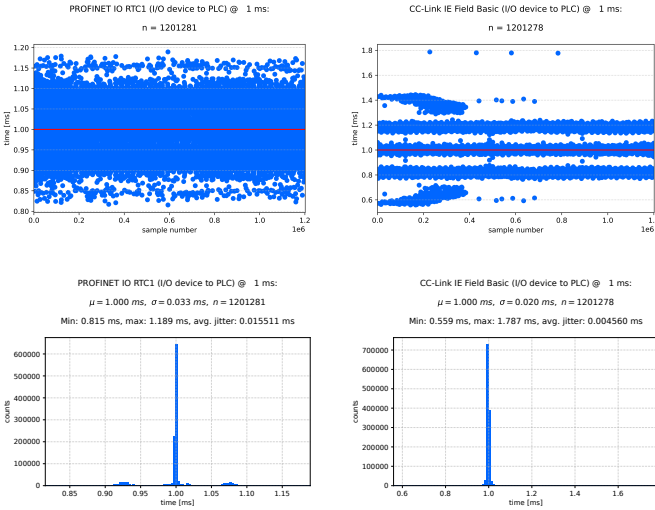 PROFINET IO RTC1 (I/O device to PLC) @ 1 ms:
n = 1201281
time [ms]
1.20
1.15
1.10
1.05
1.00
0.95
0.90
0.85
0.80
0.0
0.2
0.4
0.6
0.8
1.0
1.2
1e6
sample number
CC-Link IE Field Basic (I/O device to PLC) @ 1 ms:
n = 1201278
time [ms]
1.8
1.6
1.4
1.2
1.0
0.8
0.6
0.0
0.2
0.4
0.6
0.8
1.0
1.2
1e6
sample number
PROFINET IO RTC1 (I/O device to PLC) @ 1 ms:
μ = 1.000 ms, σ = 0.033 ms, n = 1201281
Min: 0.815 ms, max: 1.189 ms, avg. jitter: 0.015511 ms
counts
600000
500000
400000
300000
200000
100000
0
0.85
0.90
0.95
1.00
1.05
1.10
1.15
time [ms]
CC-Link IE Field Basic (I/O device to PLC) @ 1 ms:
μ = 1.000 ms, σ = 0.020 ms, n = 1201278
Min: 0.559 ms, max: 1.787 ms, avg. jitter: 0.004560 ms
counts
700000
600000
500000
400000
300000
200000
100000
0
0.6
0.8
1.0
1.2
1.4
1.6
time [ms]